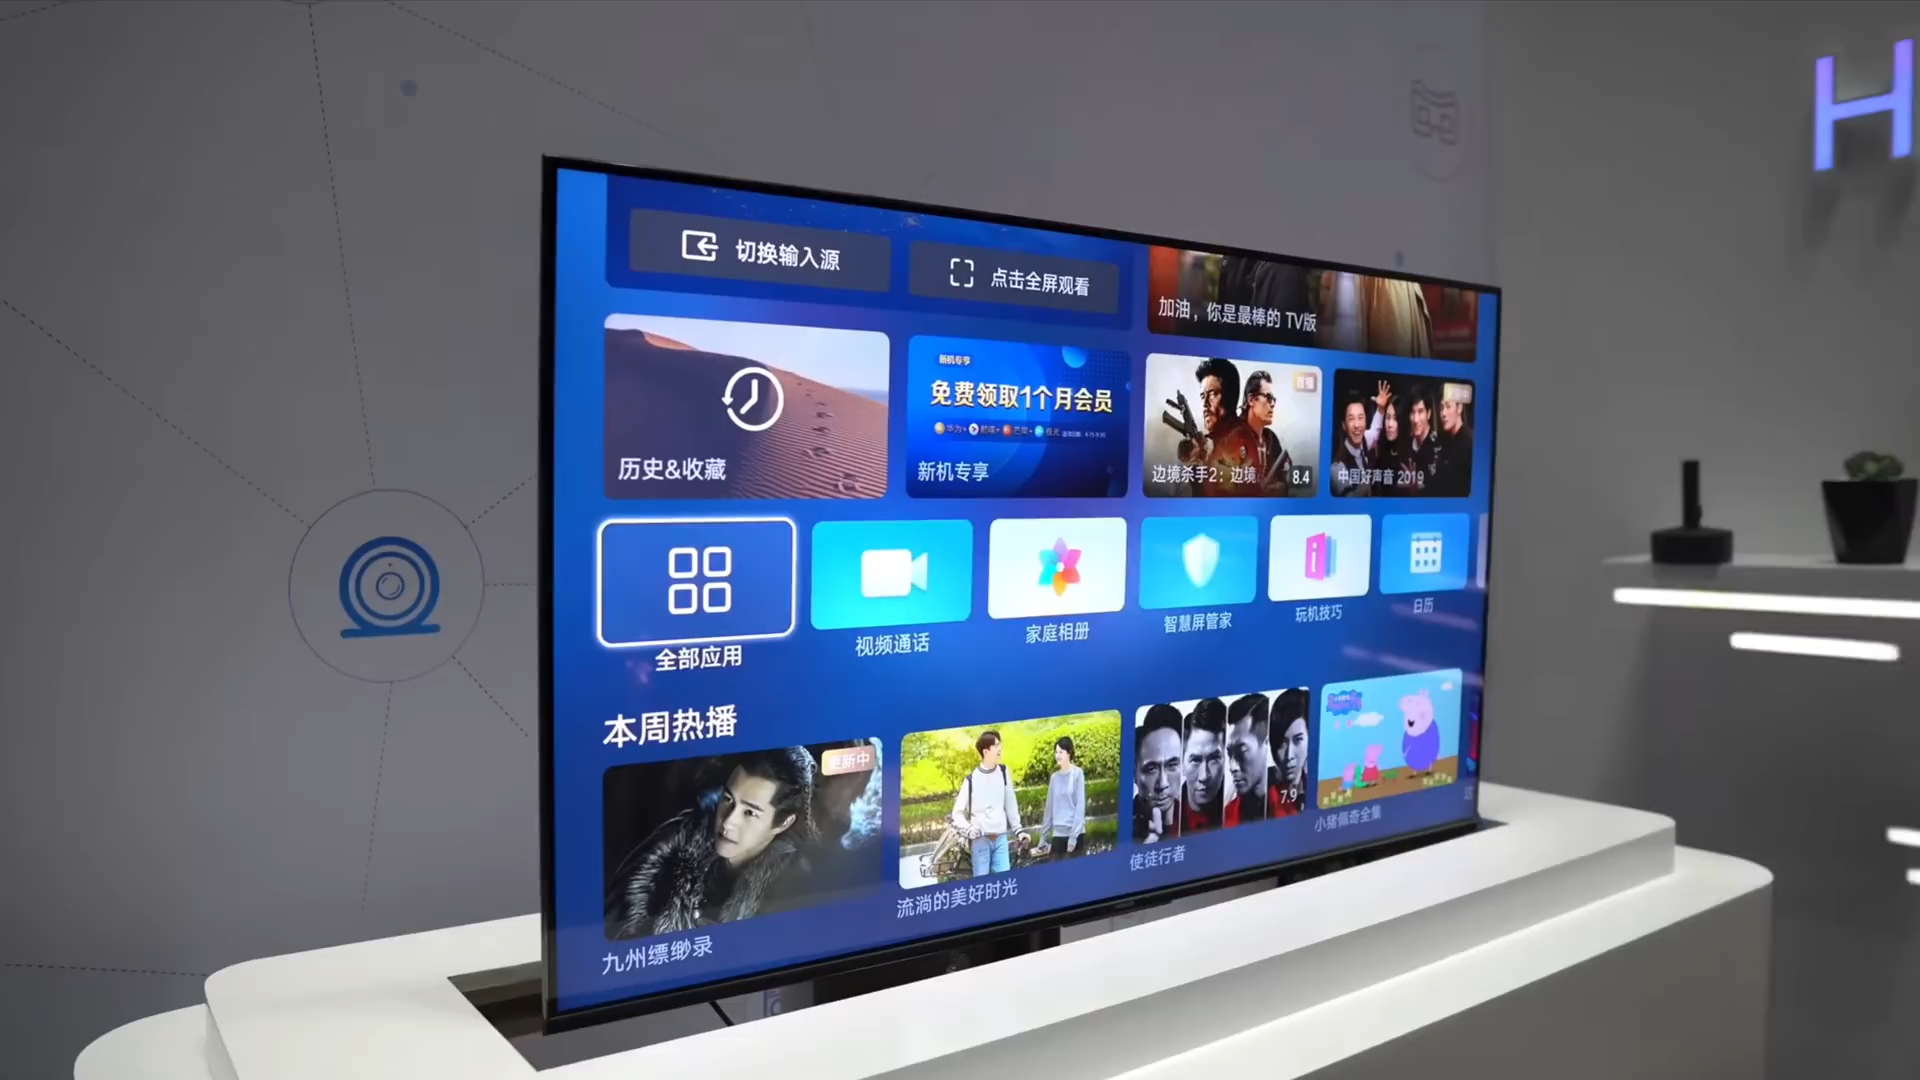 H
切换输入源
点击全屏观看
加油，你是最棒的 TV版
历史&收藏
新机专享
免费领取1个月会员
新机专享
边境杀手2：边境
8.4
中国好声音 2019
全部应用
视频通话
家庭相册
智慧屏管家
玩机技巧
日历
本周热播
更新中
九州缥缈录
流淌的美好时光
7.9
使徒行者
小猪佩奇全集